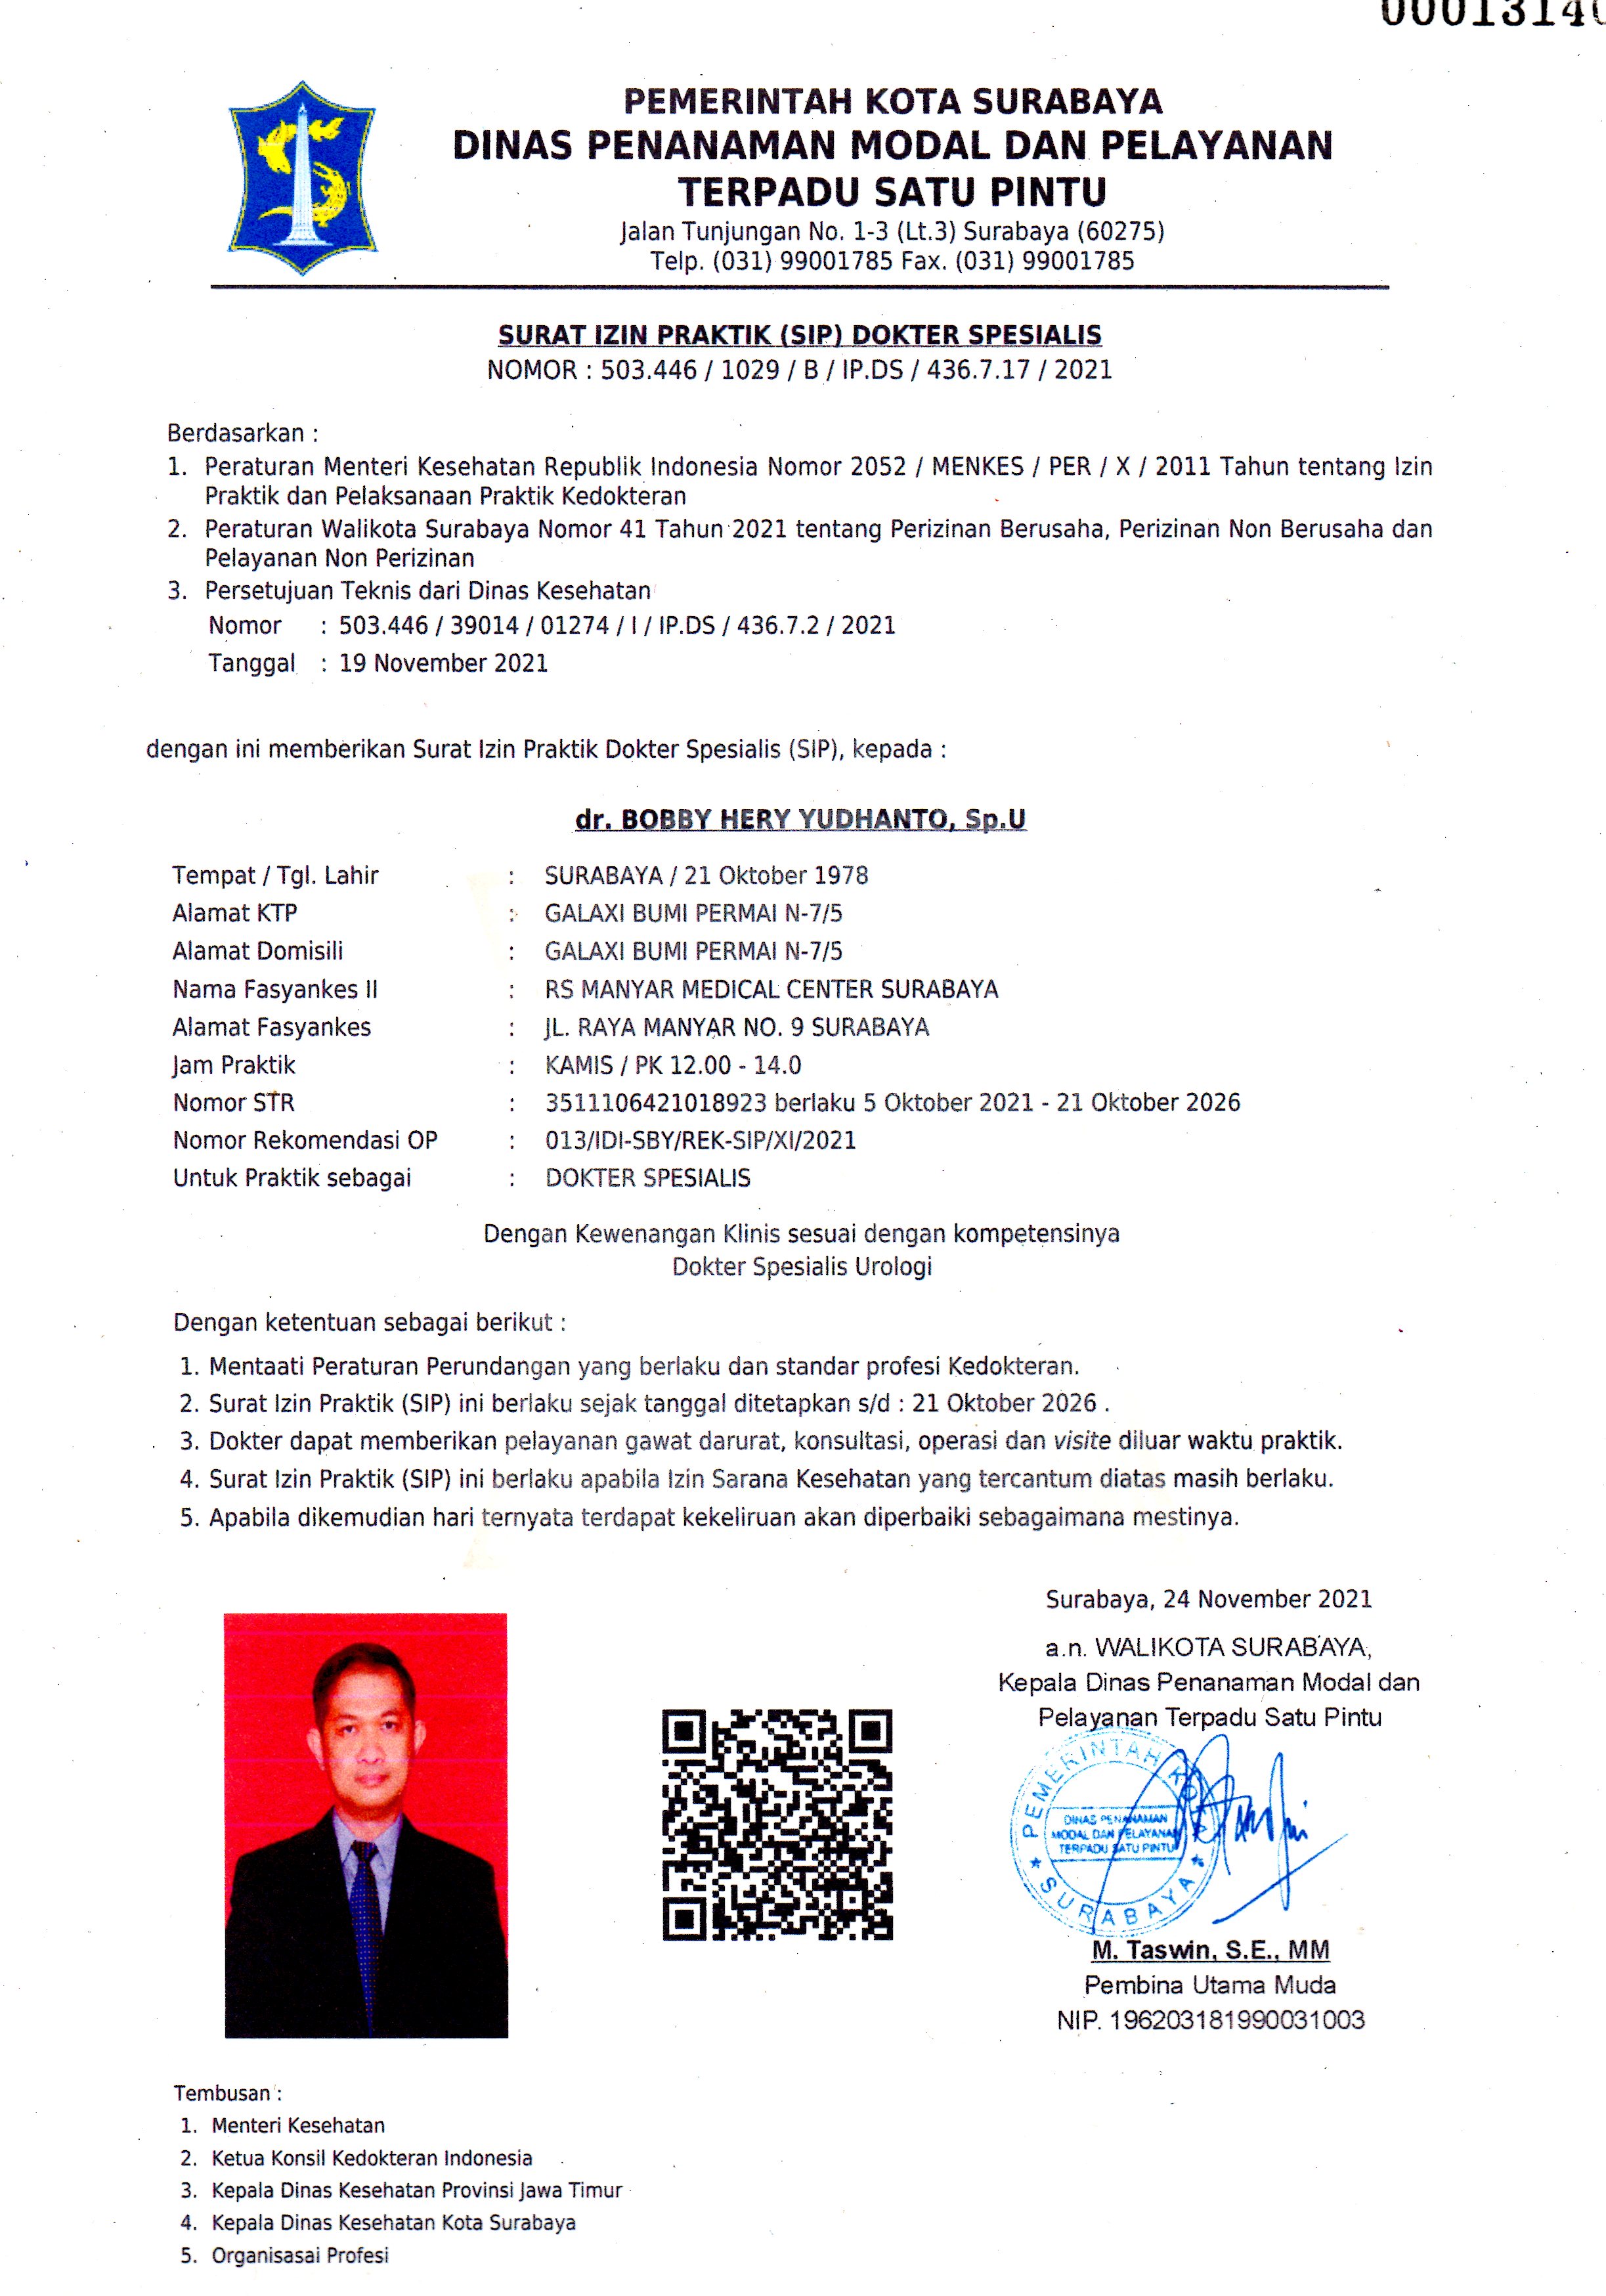 00013140
PEMERINTAH KOTA SURABAYA
DINAS PENANAMAN MODAL DAN PELAYANAN
TERPADU SATU PINTU
Jalan Tunjungan No. 1-3 (Lt.3) Surabaya (60275)
Telp. (031) 99001785 Fax. (031) 99001785
SURAT IZIN PRAKTIK (SIP) DOKTER SPESIALIS
NOMOR : 503.446 / 1029 / B / IP.DS / 436.7.17 / 2021
Berdasarkan :
1. Peraturan Menteri Kesehatan Republik Indonesia Nomor 2052 / MENKES / PER / X / 2011 Tahun tentang Izin
Praktik dan Pelaksanaan Praktik Kedokteran
2. Peraturan Walikota Surabaya Nomor 41 Tahun 2021 tentang Perizinan Berusaha, Perizinan Non Berusaha dan
Pelayanan Non Perizinan
3. Persetujuan Teknis dari Dinas Kesehatan
Nomor : 503.446 / 39014 / 01274 / I / IP.DS / 436.7.2 / 2021
Tanggal : 19 November 2021
dengan ini memberikan Surat Izin Praktik Dokter Spesialis (SIP), kepada :
dr. BOBBY HERY YUDHANTO, Sp.U
Tempat / Tgl. Lahir : SURABAYA / 21 Oktober 1978
Alamat KTP : GALAXI BUMI PERMAI N-7/5
Alamat Domisili : GALAXI BUMI PERMAI N-7/5
Nama Fasyankes II : RS MANYAR MEDICAL CENTER SURABAYA
Alamat Fasyankes : JL. RAYA MANYAR NO. 9 SURABAYA
Jam Praktik : KAMIS / PK 12.00 - 14.0
Nomor STR : 3511106421018923 berlaku 5 Oktober 2021 - 21 Oktober 2026
Nomor Rekomendasi OP : 013/IDI-SBY/REK-SIP/XI/2021
Untuk Praktik sebagai : DOKTER SPESIALIS
Dengan Kewenangan Klinis sesuai dengan kompetensinya
Dokter Spesialis Urologi
Dengan ketentuan sebagai berikut :
1. Mentaati Peraturan Perundangan yang berlaku dan standar profesi Kedokteran.
2. Surat Izin Praktik (SIP) ini berlaku sejak tanggal ditetapkan s/d : 21 Oktober 2026 .
3. Dokter dapat memberikan pelayanan gawat darurat, konsultasi, operasi dan visite diluar waktu praktik.
4. Surat Izin Praktik (SIP) ini berlaku apabila Izin Sarana Kesehatan yang tercantum diatas masih berlaku.
5. Apabila dikemudian hari ternyata terdapat kekeliruan akan diperbaiki sebagaimana mestinya.
Surabaya, 24 November 2021
a.n. WALIKOTA SURABAYA,
Kepala Dinas Penanaman Modal dan
Pelayanan Terpadu Satu Pintu
PEMERINTAH KOTA
DINAS PENANAMAN
MODAL DAN PELAYANAN
TERPADU SATU PINTU
SURABAYA
M. Taswin, S.E., MM
Pembina Utama Muda
NIP. 196203181990031003
Tembusan :
1. Menteri Kesehatan
2. Ketua Konsil Kedokteran Indonesia
3. Kepala Dinas Kesehatan Provinsi Jawa Timur
4. Kepala Dinas Kesehatan Kota Surabaya
5. Organisasai Profesi